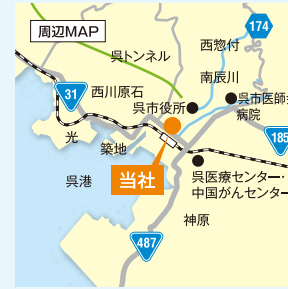 周辺MAP
174
呉トンネル
西惣付
31
西川原石
南辰川
呉市役所
呉市医師会
病院
光
築地
185
呉港
当社
呉医療センター・
中国がんセンター
神原
487